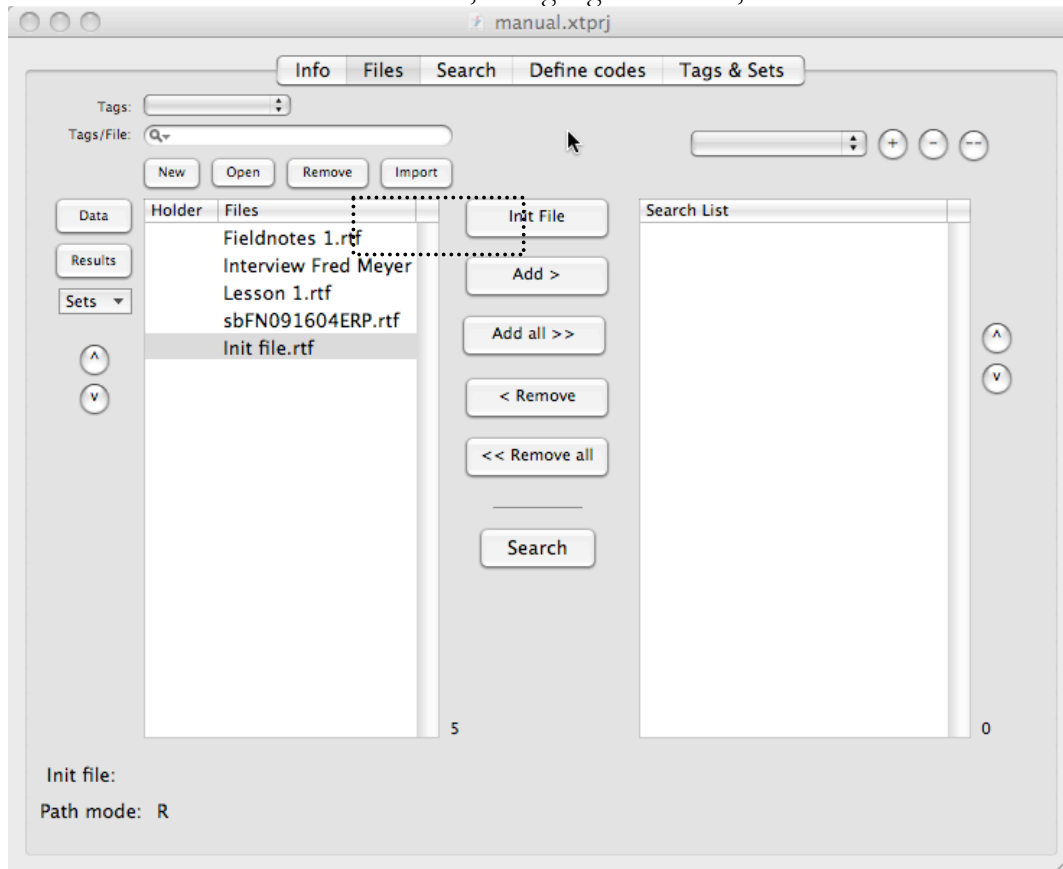 manual.xtprj
Info Files Search Define codes Tags & Sets
Tags:
Tags/File:
+ - --
New Open Remove Import
Data
Results
Sets
^
v
Holder Files
Fieldnotes 1.rtf
Interview Fred Meyer
Lesson 1.rtf
sbFN091604ERP.rtf
Init file.rtf
5
Init File
Add >
Add all >>
< Remove
<< Remove all
Search
Search List
^
v
0
Init file:
Path mode: R